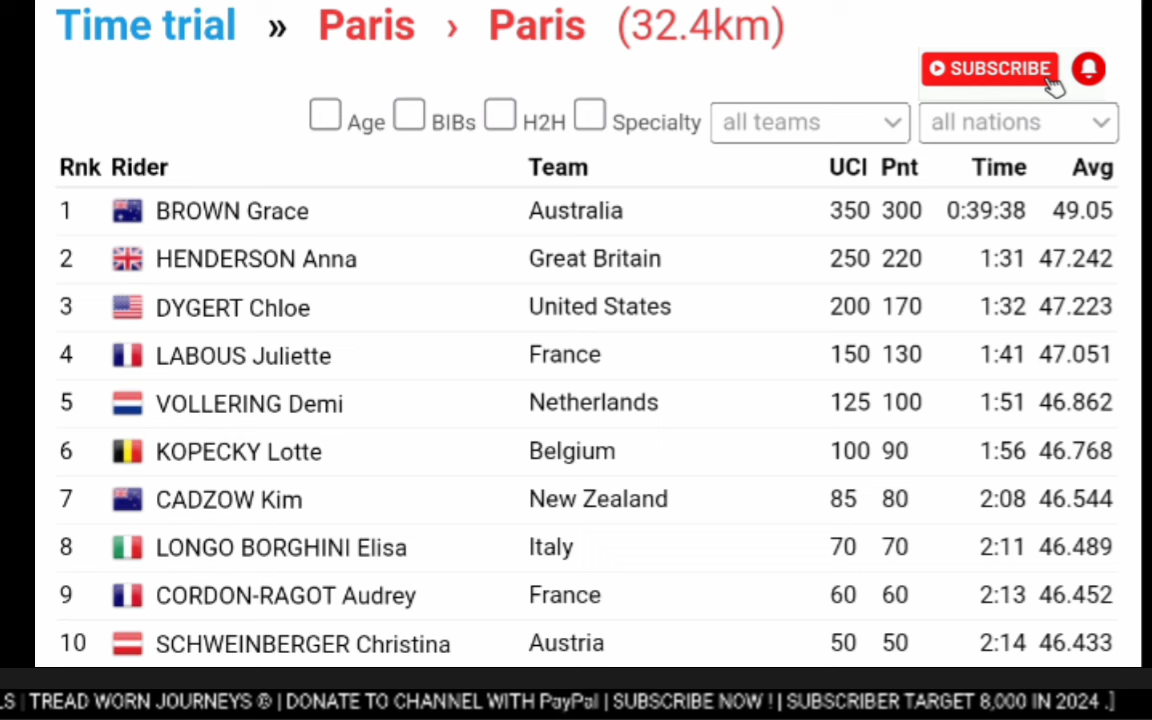 Time trial » Paris › Paris (32.4km)
SUBSCRIBE
Age BIBs H2H Specialty all teams all nations
Rnk Rider Team UCI Pnt Time Avg
1 BROWN Grace Australia 350 300 0:39:38 49.05
2 HENDERSON Anna Great Britain 250 220 1:31 47.242
3 DYGERT Chloe United States 200 170 1:32 47.223
4 LABOUS Juliette France 150 130 1:41 47.051
5 VOLLERING Demi Netherlands 125 100 1:51 46.862
6 KOPECKY Lotte Belgium 100 90 1:56 46.768
7 CADZOW Kim New Zealand 85 80 2:08 46.544
8 LONGO BORGHINI Elisa Italy 70 70 2:11 46.489
9 CORDON-RAGOT Audrey France 60 60 2:13 46.452
10 SCHWEINBERGER Christina Austria 50 50 2:14 46.433
LS | TREAD WORN JOURNEYS ® | DONATE TO CHANNEL WITH PayPal | SUBSCRIBE NOW ! | SUBSCRIBER TARGET 8,000 IN 2024 .]